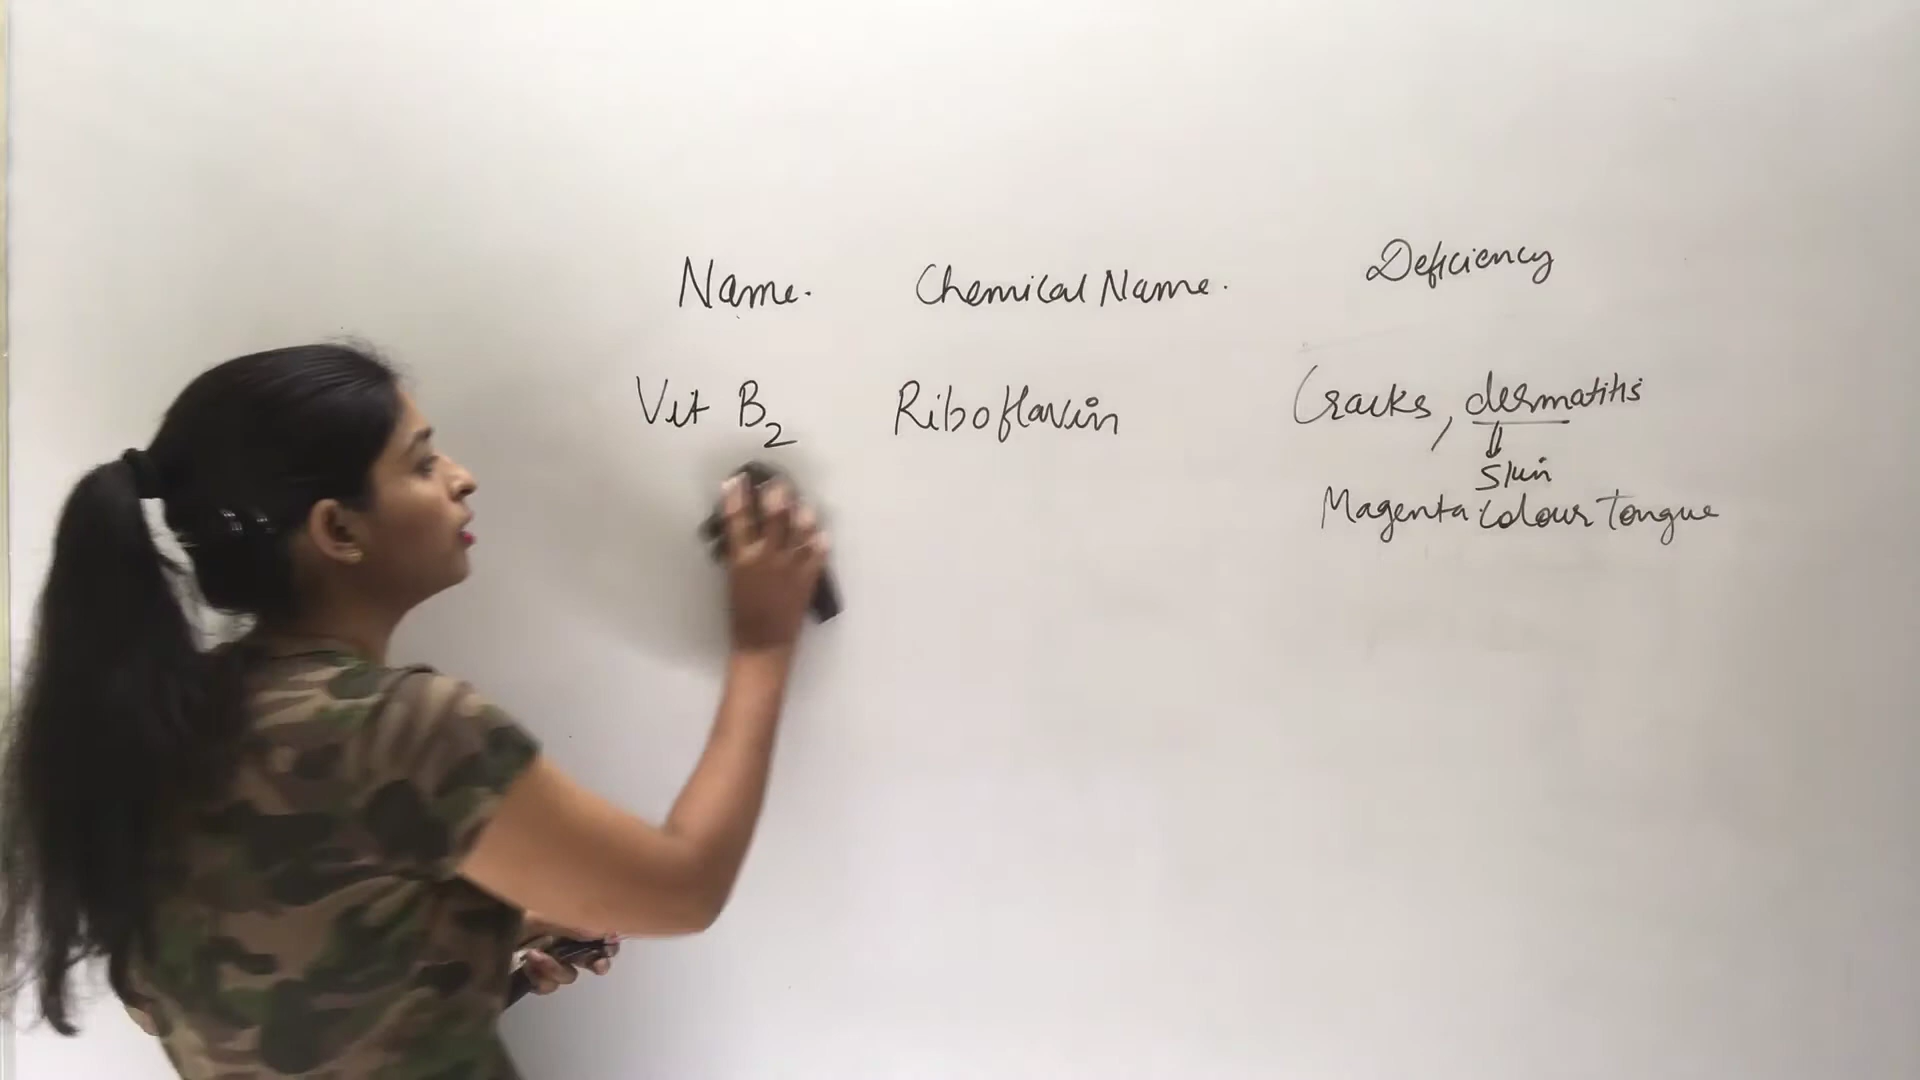 Name. Chemical Name. Deficiency
Vit B2 Riboflavin Cracks, dermatitis
Skin
Magenta colour Tongue